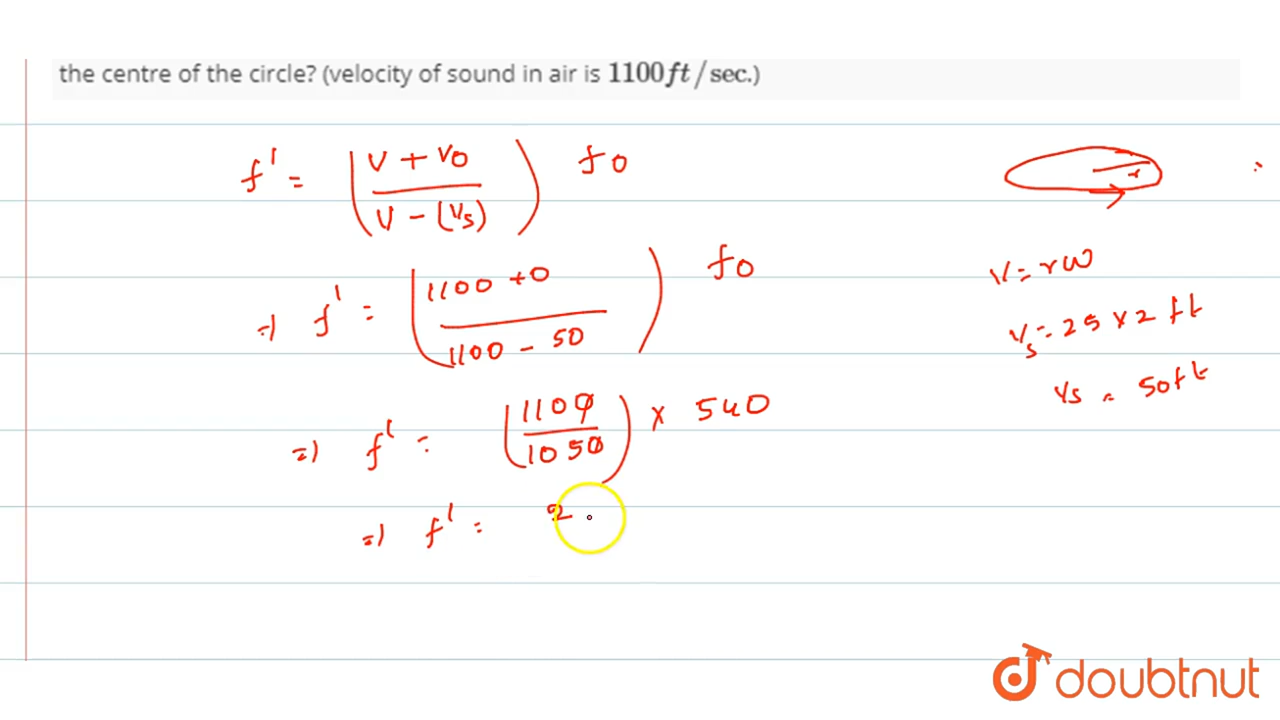 the centre of the circle? (velocity of sound in air is 1100ft/sec.)
f' = (V + V0 / V - (Vs)) f0
=) f' = (1100 + 0 / 1100 - 50) f0
V = rω
Vs = 25 x 2 ft
Vs = 50ft
=) f' = (1100 / 1050) x 540
=) f' =
r
doubtnut